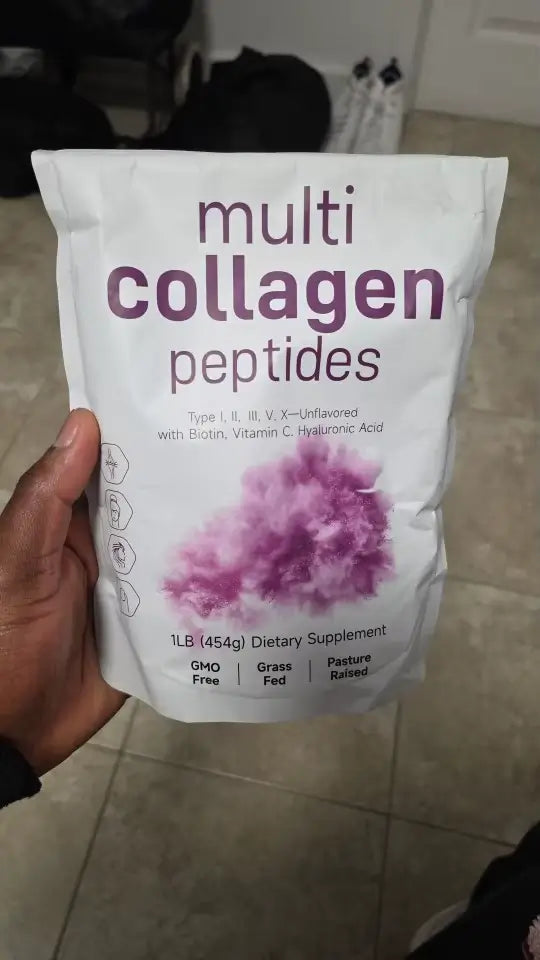 multi
collagen
peptides
Type I, II, III, V, X—Unflavored
with Biotin, Vitamin C, Hyaluronic Acid
1LB (454g) Dietary Supplement
GMO Free
Grass Fed
Pasture Raised